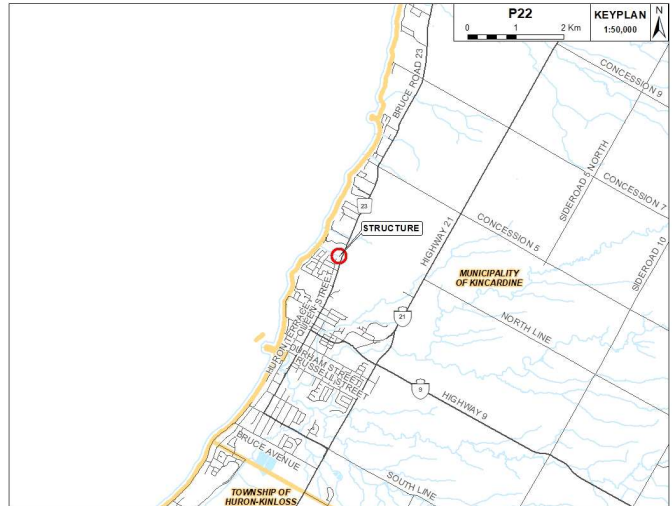 P22
0 1 2 Km
KEYPLAN
1:50,000
N
CONCESSION 9
BRUCE ROAD 23
SIDEROAD 5 NORTH
CONCESSION 7
23
STRUCTURE
CONCESSION 5
HIGHWAY 21
SIDEROAD 10
MUNICIPALITY
OF KINCARDINE
QUEEN STREET
HURON TERRACE
21
NORTH LINE
DURHAM STREET
RUSSELL STREET
9
HIGHWAY 9
BRUCE AVENUE
SOUTH LINE
TOWNSHIP OF
HURON-KINLOSS